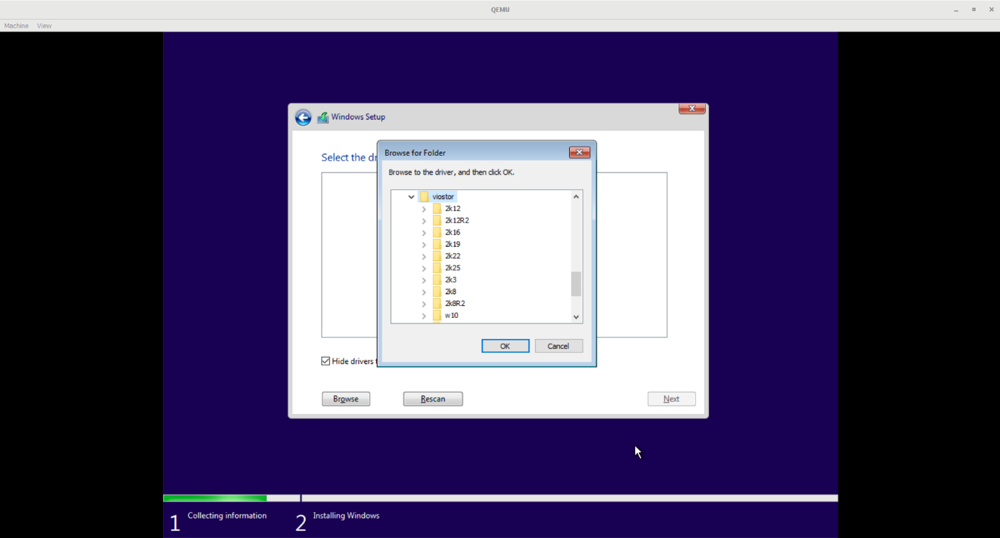 QEMU
Machine View
Windows Setup
Select the dr
Browse for Folder
Browse to the driver, and then click OK.
viostor
2k12
2k12R2
2k16
2k19
2k22
2k25
2k3
2k8
2k8R2
w10
OK Cancel
Hide drivers
Browse Rescan Next
1 Collecting information 2 Installing Windows